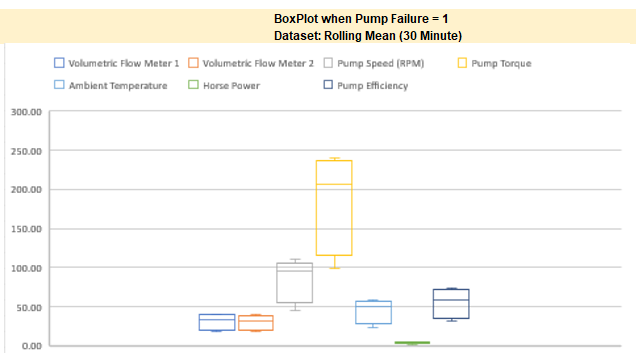 BoxPlot when Pump Failure = 1
Dataset: Rolling Mean (30 Minute)
Volumetric Flow Meter 1 Volumetric Flow Meter 2 Pump Speed (RPM) Pump Torque
Ambient Temperature Horse Power Pump Efficiency
300.00
250.00
200.00
150.00
100.00
50.00
0.00